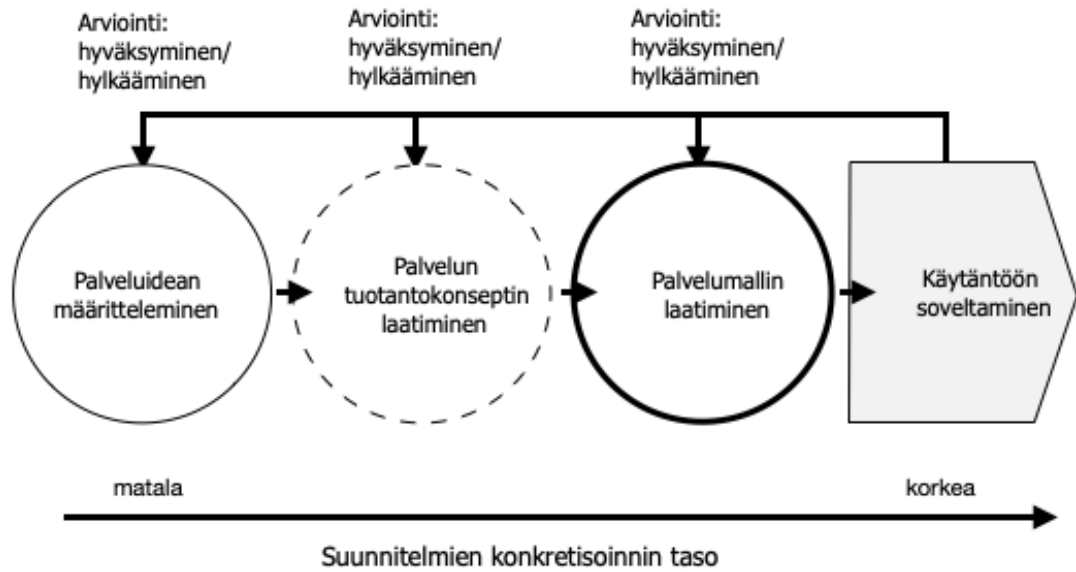 Arviointi:
hyväksyminen/
hylkääminen
Arviointi:
hyväksyminen/
hylkääminen
Arviointi:
hyväksyminen/
hylkääminen
Palveluidean
määritteleminen
Palvelun
tuotantokonseptin
laatiminen
Palvelumallin
laatiminen
Käytäntöön
soveltaminen
matala
korkea
Suunnitelmien konkretisoinnin taso